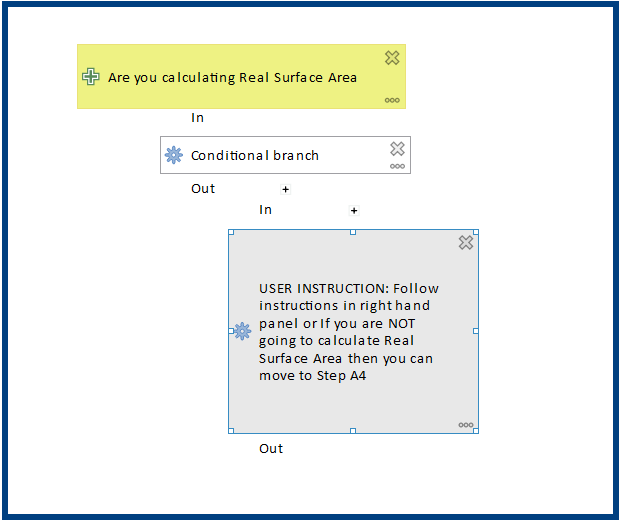 Are you calculating Real Surface Area
In
Conditional branch
Out +
In +
USER INSTRUCTION: Follow
instructions in right hand
panel or If you are NOT
going to calculate Real
Surface Area then you can
move to Step A4
Out